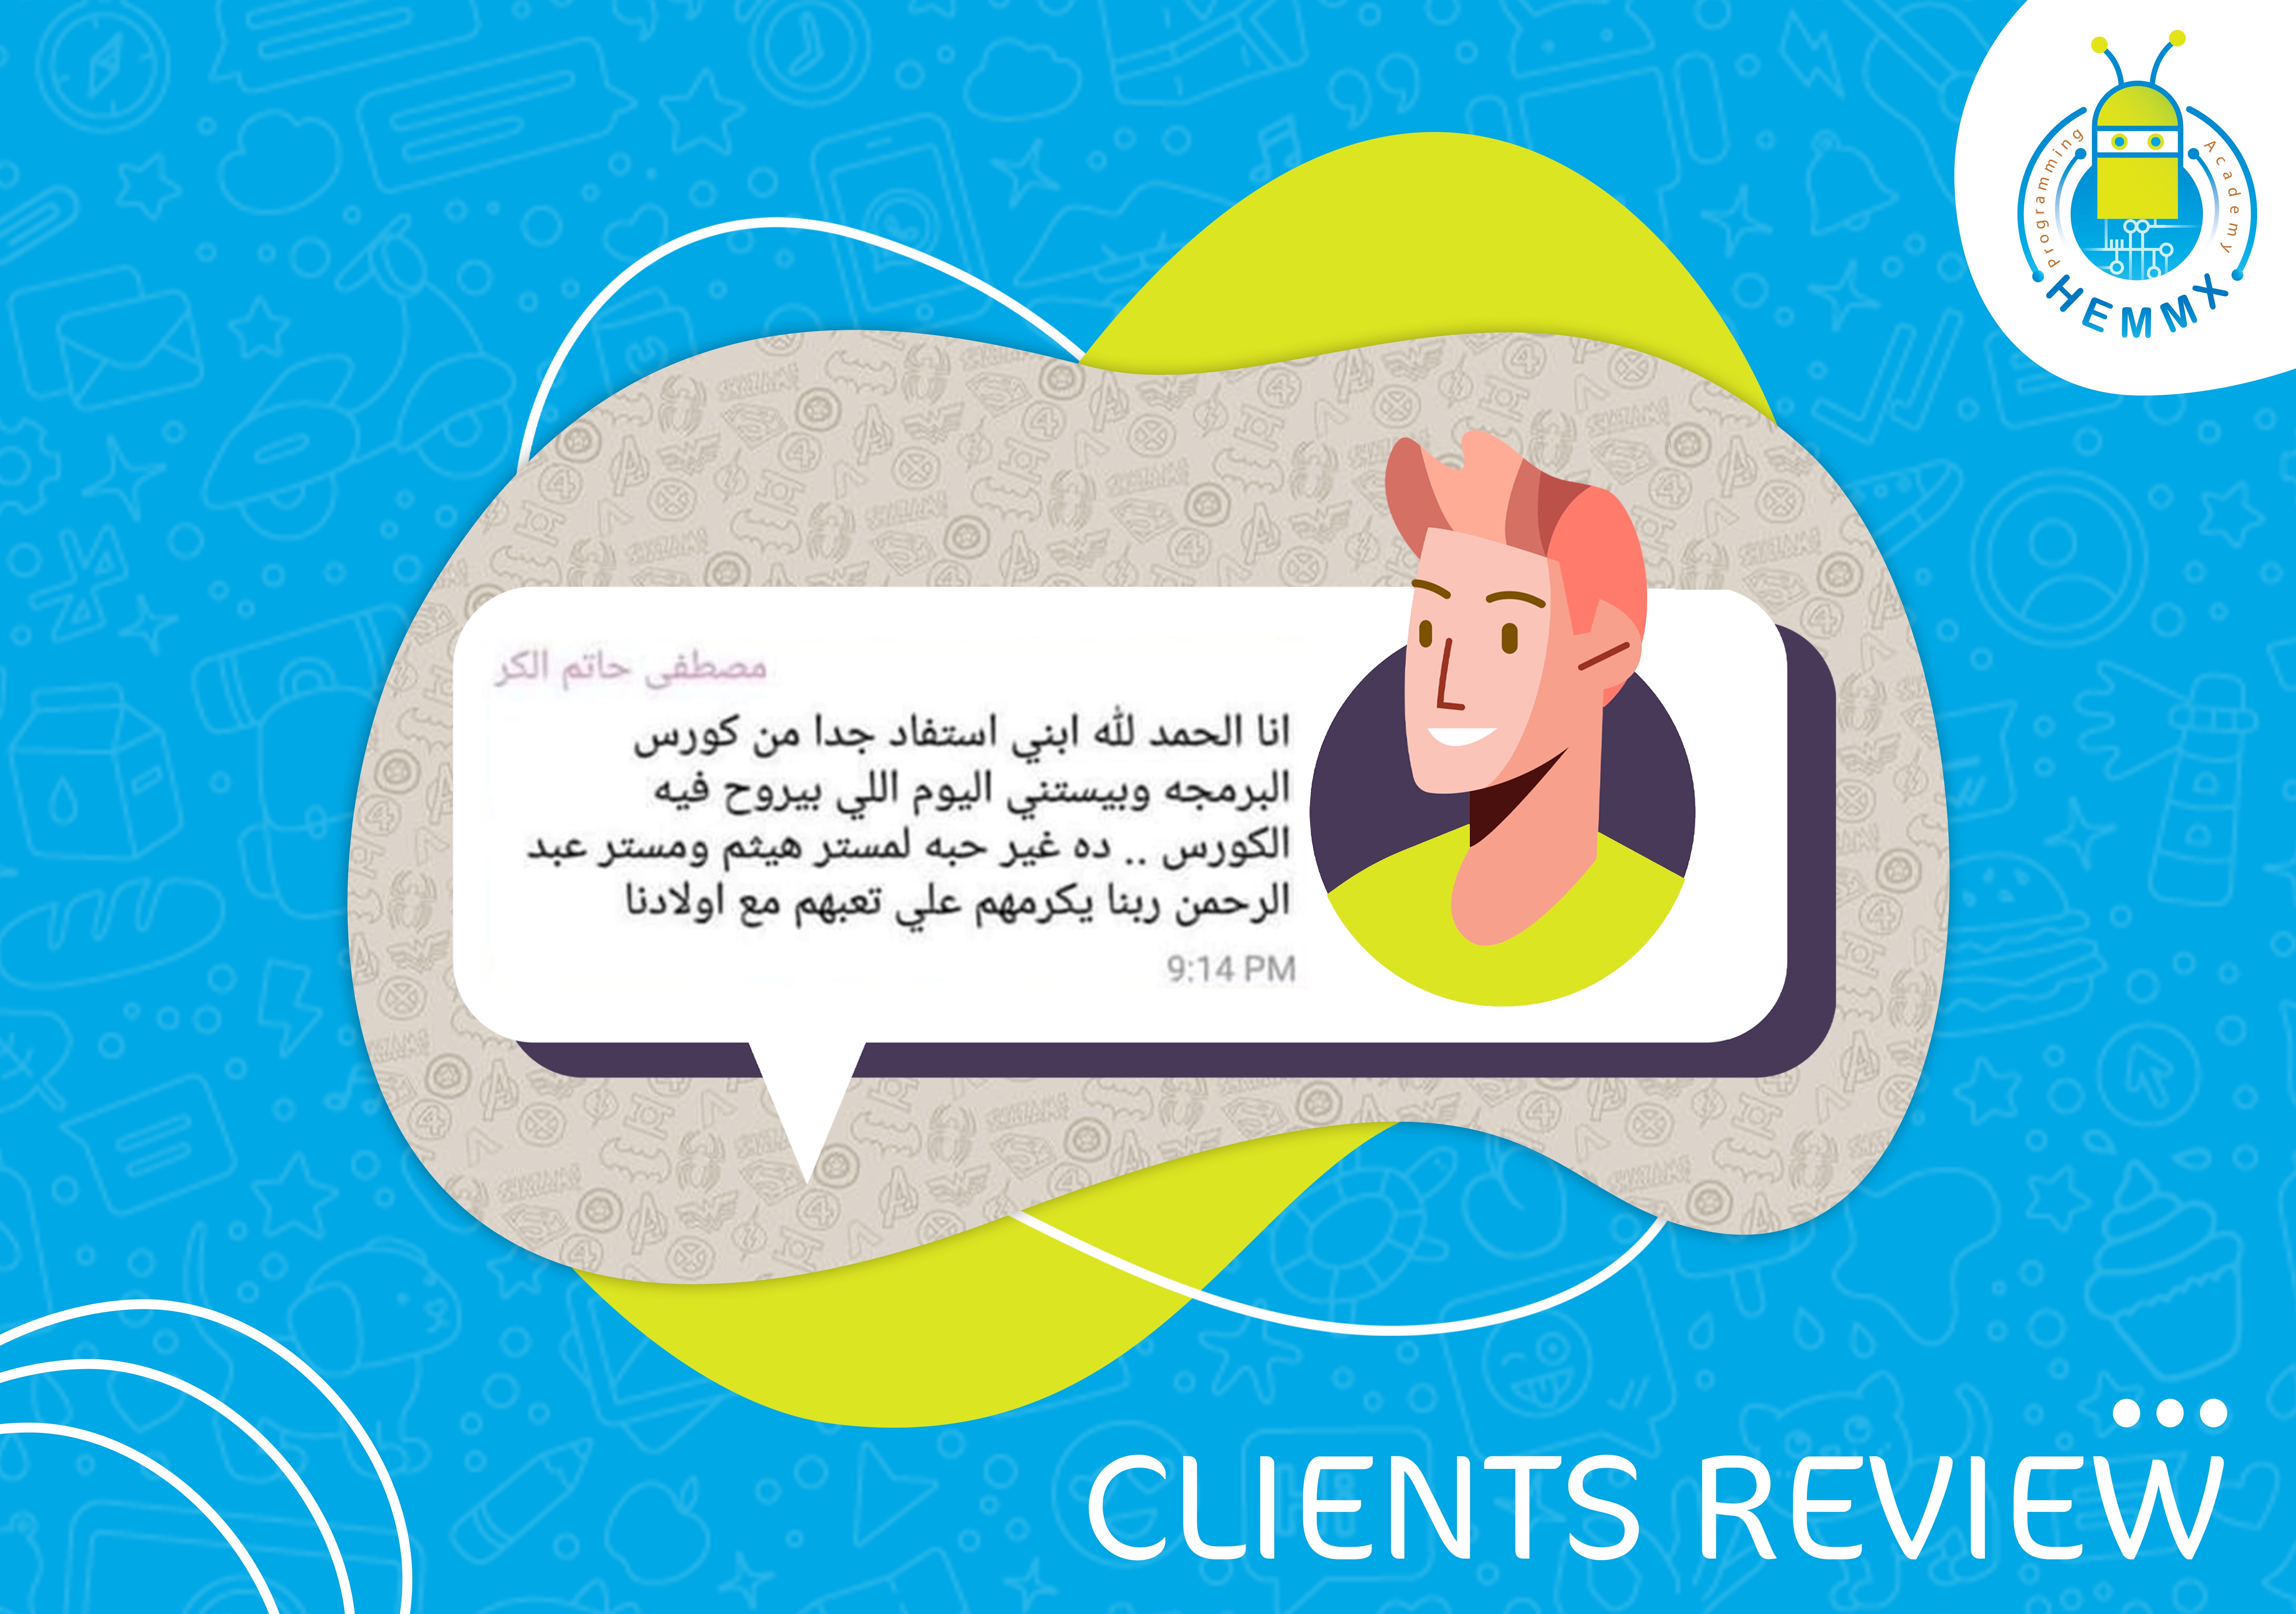 Programming Academy
HEMMX
مصطفى حاتم الكر
انا الحمد لله ابني استفاد جدا من كورس
البرمجه وبيستني اليوم اللي بيروح فيه
الكورس .. ده غير حبه لمستر هيثم ومستر عبد
الرحمن ربنا يكرمهم علي تعبهم مع اولادنا
9:14 PM
CLIENTS REVIEW